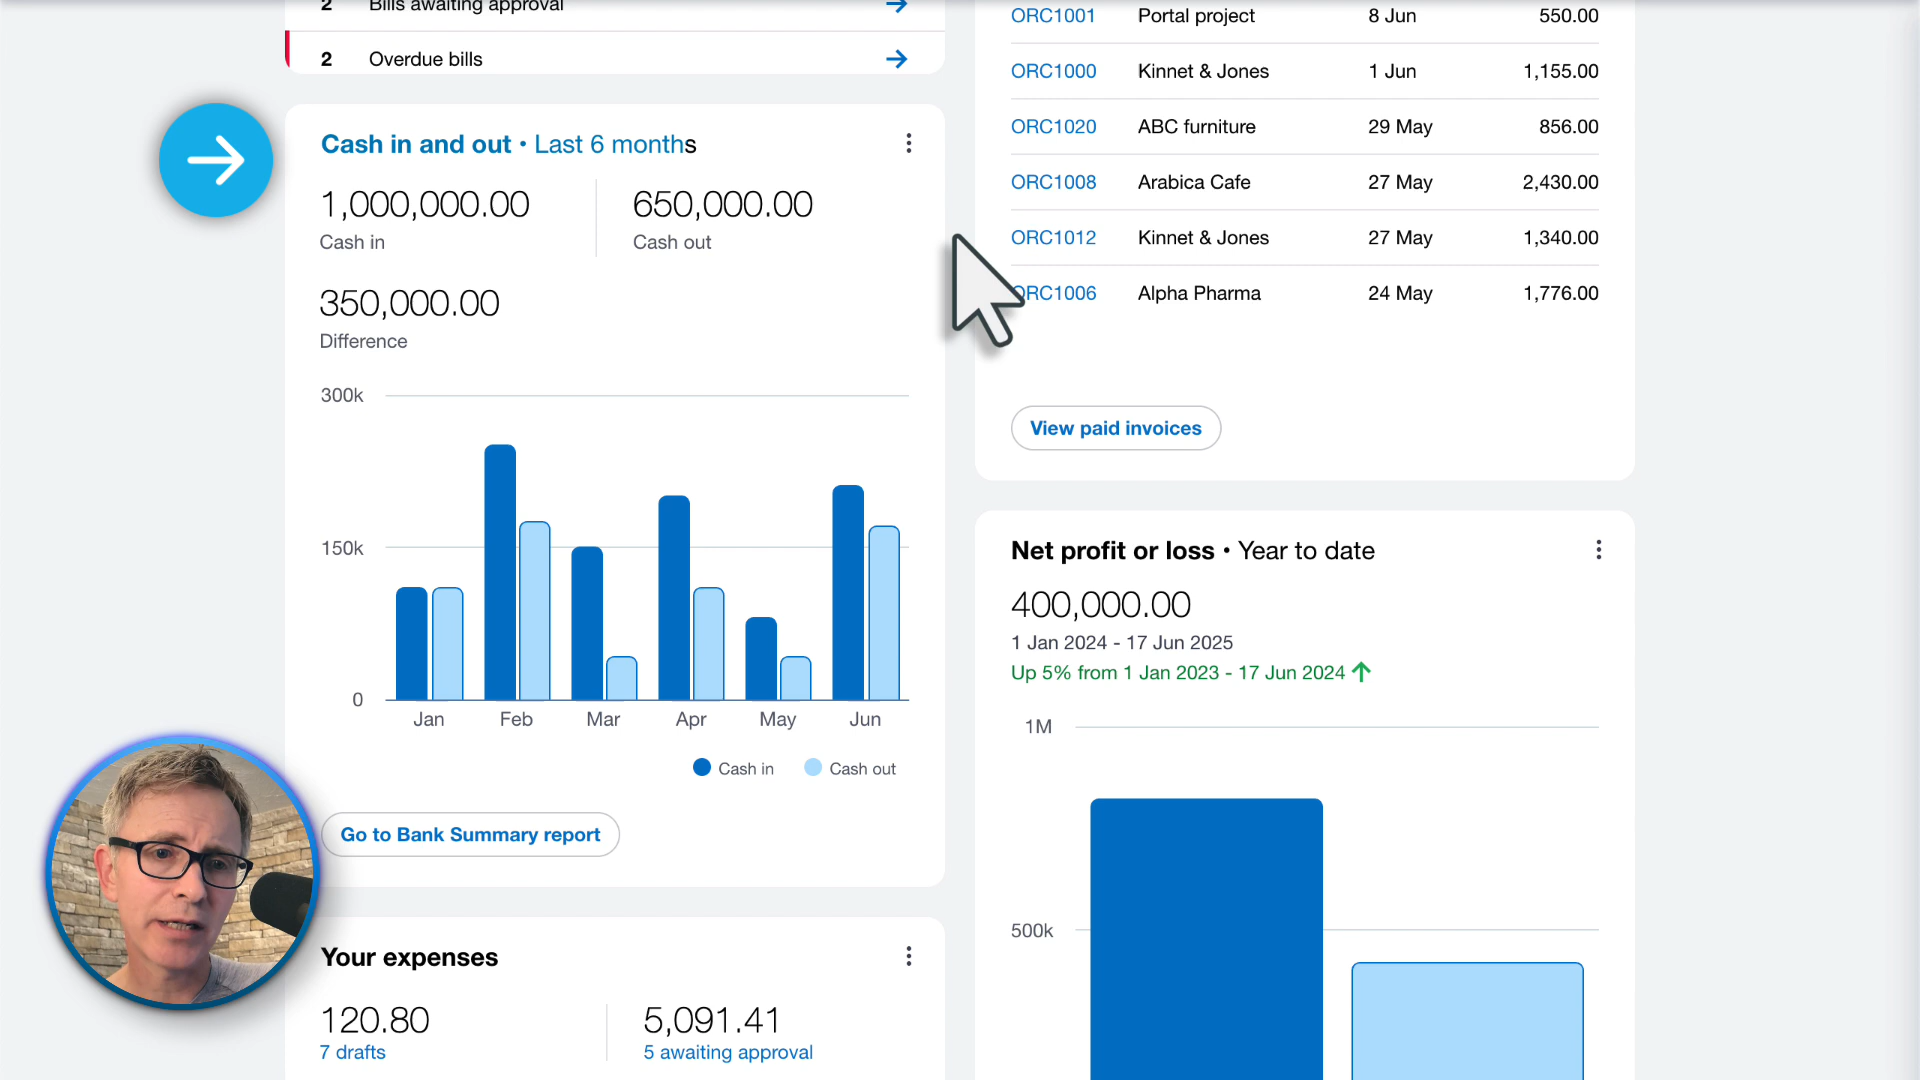 2 Bills awaiting approval
2 Overdue bills
Cash in and out • Last 6 months
1,000,000.00 650,000.00
Cash in Cash out
350,000.00
Difference
300k
150k
0
Jan Feb Mar Apr May Jun
Cash in Cash out
Go to Bank Summary report
Your expenses
120.80 5,091.41
7 drafts 5 awaiting approval
ORC1001 Portal project 8 Jun 550.00
ORC1000 Kinnet & Jones 1 Jun 1,155.00
ORC1020 ABC furniture 29 May 856.00
ORC1008 Arabica Cafe 27 May 2,430.00
ORC1012 Kinnet & Jones 27 May 1,340.00
ORC1006 Alpha Pharma 24 May 1,776.00
View paid invoices
Net profit or loss • Year to date
400,000.00
1 Jan 2024 - 17 Jun 2025
Up 5% from 1 Jan 2023 - 17 Jun 2024
1M
500k